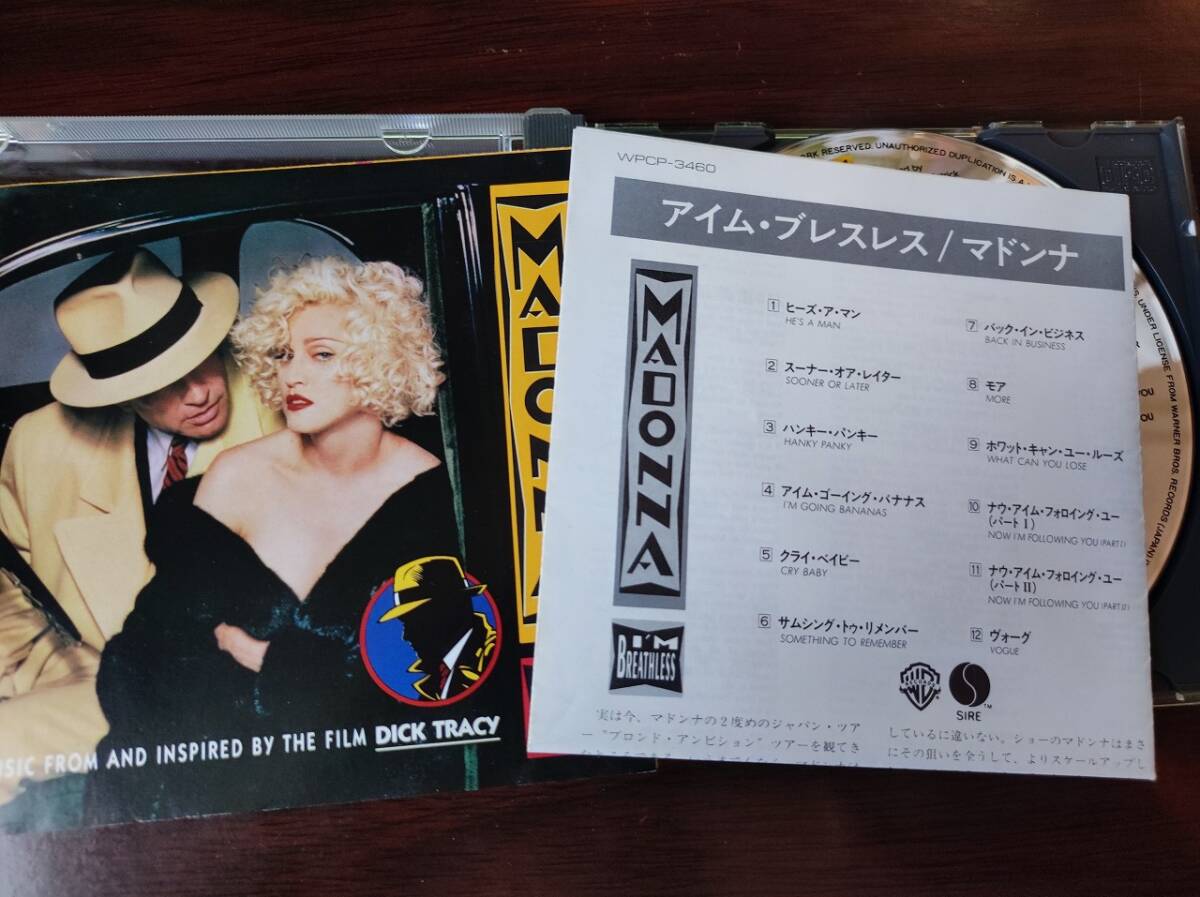 MADONNA
MUSIC FROM AND INSPIRED BY THE FILM DICK TRACY
WPCP-3460
アイム・ブレスレス/マドンナ
MADONNA
I'M
BREATHLESS
1 ヒーズ・ア・マン
HE'S A MAN
2 スーナー・オア・レイター
SOONER OR LATER
3 ハンキー・パンキー
HANKY PANKY
4 アイム・ゴーイング・バナナス
I'M GOING BANANAS
5 クライ・ベイビー
CRY BABY
6 サムシング・トゥ・リメンバー
SOMETHING TO REMEMBER
7 バック・イン・ビジネス
BACK IN BUSINESS
8 モア
MORE
9 ホワット・キャン・ユー・ルーズ
WHAT CAN YOU LOSE
10 ナウ・アイム・フォロイング・ユー
(パートⅠ)
NOW I'M FOLLOWING YOU (PART I)
11 ナウ・アイム・フォロイング・ユー
(パートⅡ)
NOW I'M FOLLOWING YOU (PART II)
12 ヴォーグ
VOGUE
RECORDS
SIRE
TM
実は今、マドンナの2度めのジャパン・ツア
ー“ブロンド・アンビション”ツアーを観てき
しているに違いない。ショーのマドンナはまさ
にその狙いを全うして、よりスケールアップし
RK RESERVED. UNAUTHORIZED DUPLICATION IS A
UNDER LICENSE FROM WARNER BROS. RECORDS (JAPAN)